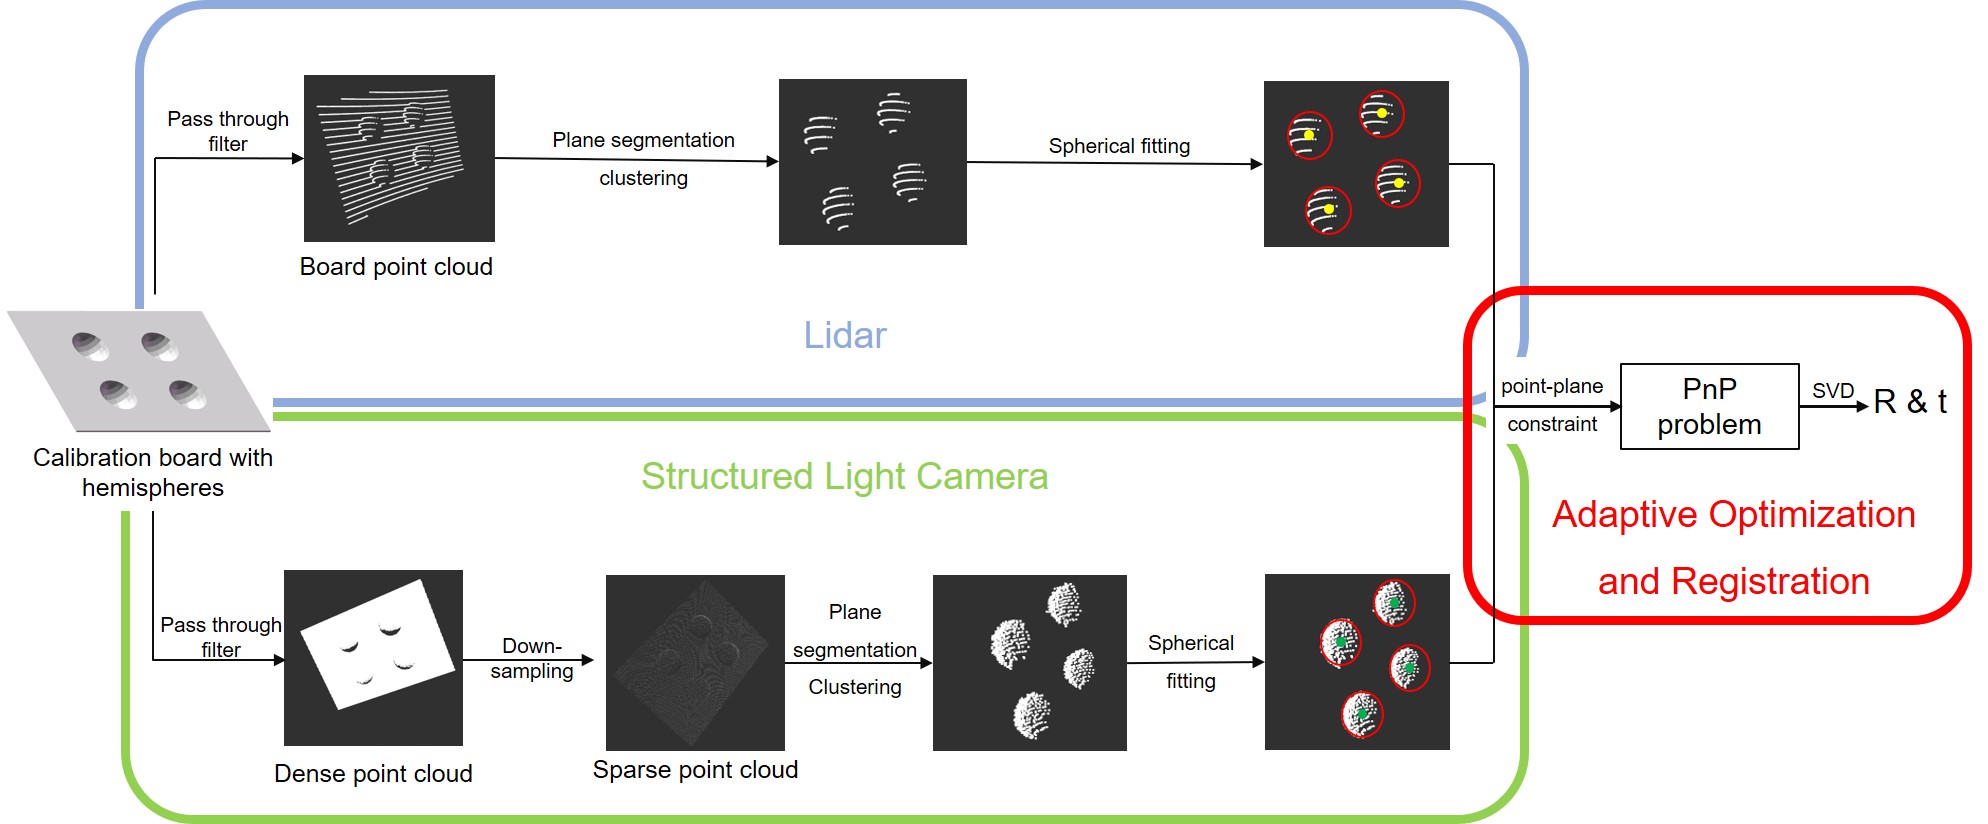 Pass through
filter
Board point cloud
Plane segmentation
clustering
Spherical fitting
Lidar
Calibration board with
hemispheres
Structured Light Camera
Pass through
filter
Dense point cloud
Down-
sampling
Sparse point cloud
Plane
segmentation
Clustering
Spherical
fitting
point-plane
constraint
PnP
problem
SVD
R & t
Adaptive Optimization
and Registration